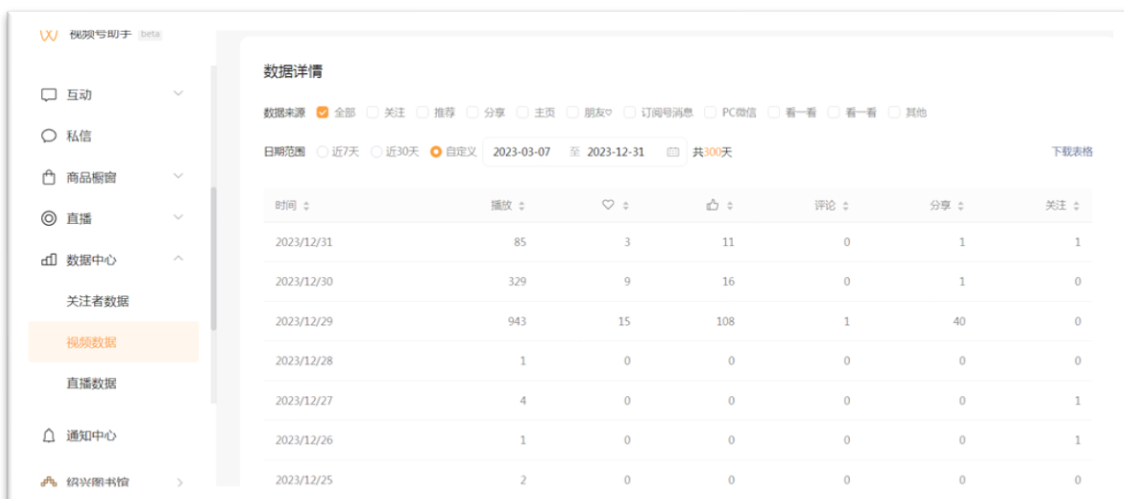 视频号助手 beta
互动
私信
商品橱窗
直播
数据中心
关注者数据
视频数据
直播数据
通知中心
绍兴图书馆
数据详情
数据来源 全部 关注 推荐 分享 主页 朋友♡ 订阅号消息 PC微信 看一看 看一看 其他
日期范围 近7天 近30天 自定义 2023-03-07 至 2023-12-31 共300天 下载表格
时间 播放 评论 分享 关注
2023/12/31 85 3 11 0 1 1
2023/12/30 329 9 16 0 1 0
2023/12/29 943 15 108 1 40 0
2023/12/28 1 0 0 0 0 0
2023/12/27 4 0 0 0 0 1
2023/12/26 1 0 0 0 0 1
2023/12/25 2 0 0 0 0 0